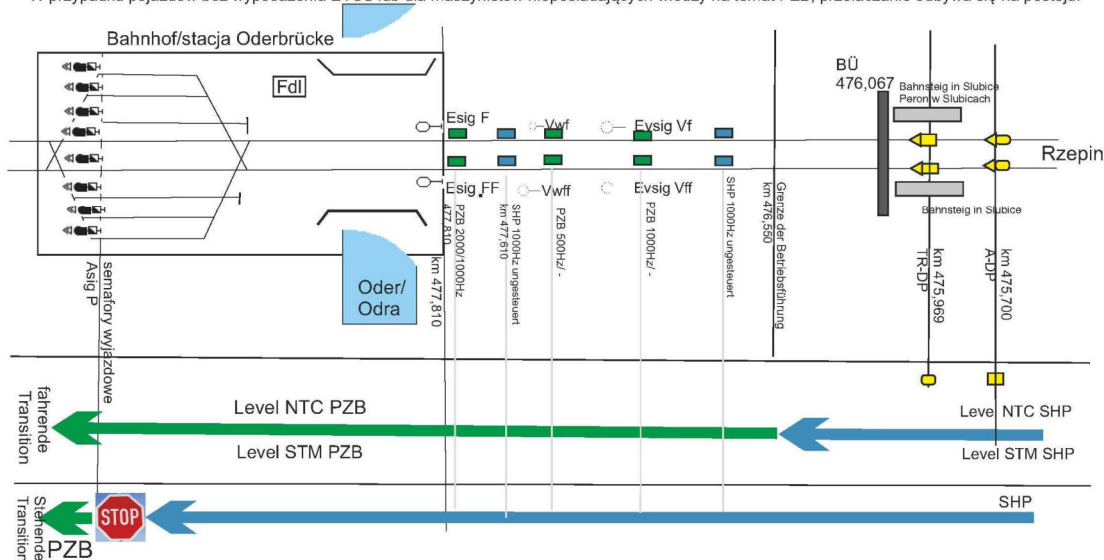 Bahnhof/stacja Oderbrücke
Fdl
Oder/
Odra
Esig F
Vwf
Evsig Vf
Esig FF
Vwff
Evsig Vff
BÜ
476,067
Bahnsteig in Slubice
Peron w Slubicach
Rzepin
Bahnsteig in Slubice
semafory wyjazdowe
Asig P
km 477,810
PZB 2000/1000Hz
477,810
SHP 1000Hz ungesteuert
km 477,610
PZB 500Hz/ -
PZB 1000Hz/ -
SHP 1000Hz ungesteuert
Grenze der Betriebsführung
km 476,550
km 475,969
TR-DP
km 475,700
A-DP
fahrende
Transition
Level NTC PZB
Level STM PZB
Level NTC SHP
Level STM SHP
Stehende
Transition
PZB
STOP
SHP